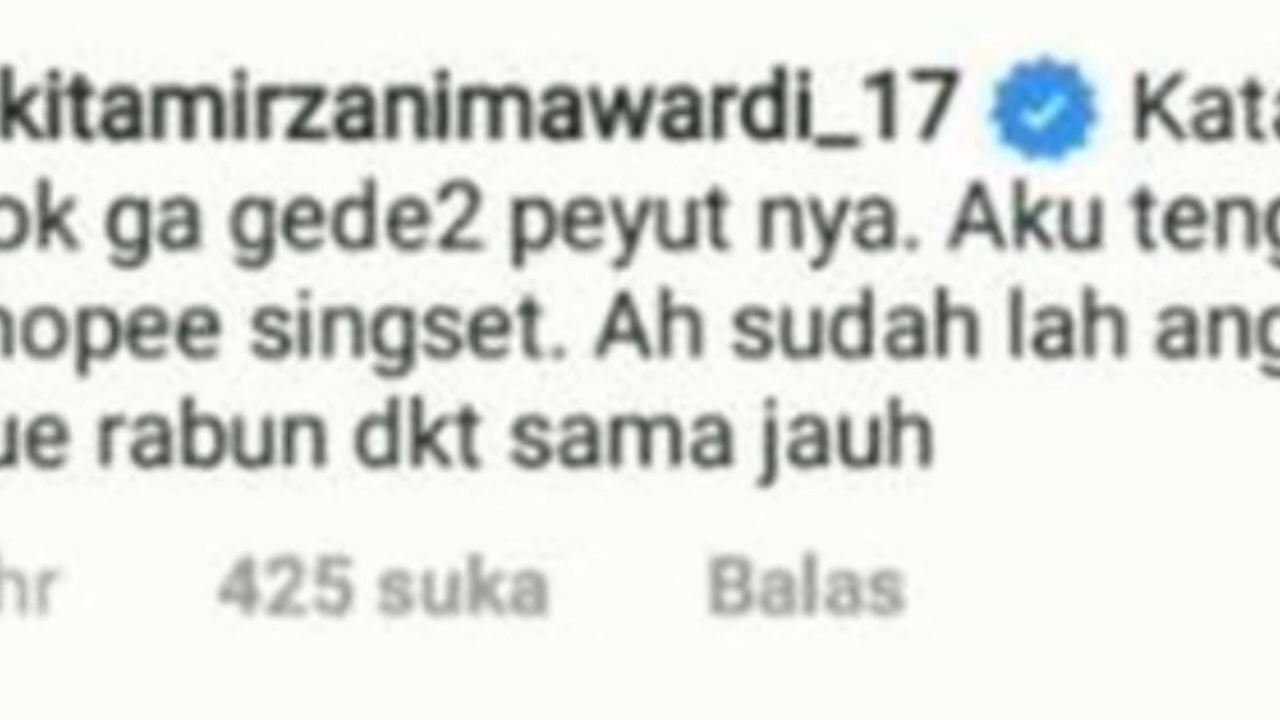 kitamirzanimawardi_17 Kata
ok ga gede2 peyut nya. Aku teng
hopee singset. Ah sudah lah ang
ue rabun dkt sama jauh
hr 425 suka Balas